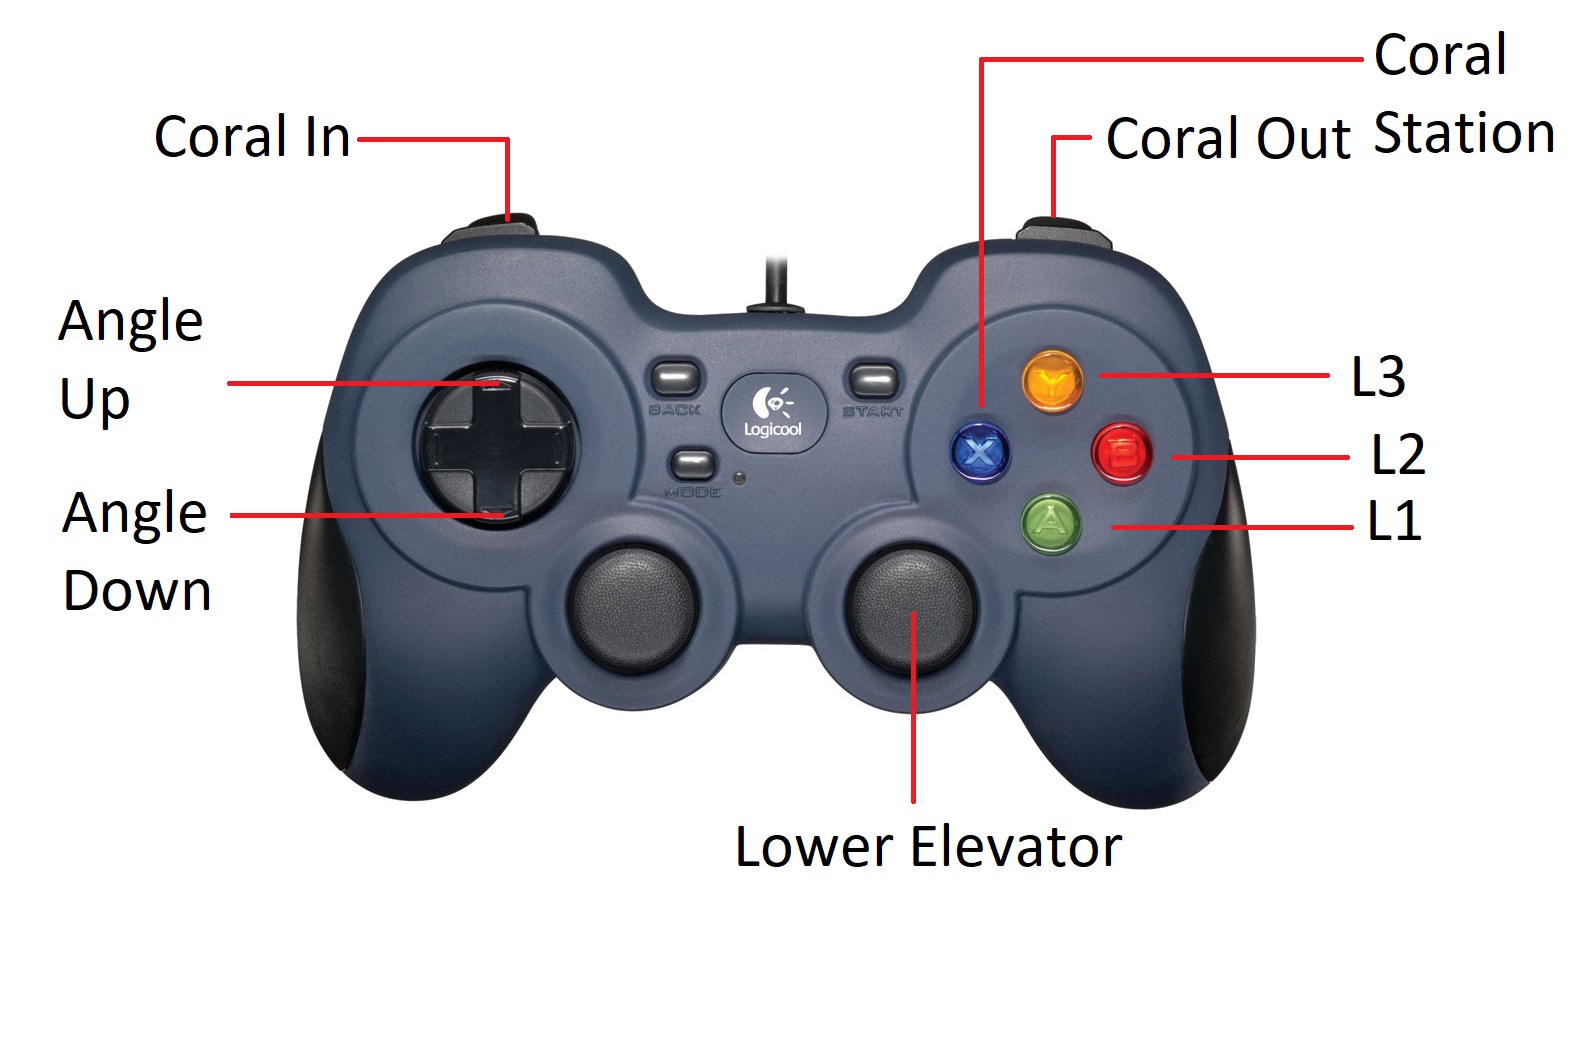 Coral
Station
Coral In
Coral Out
Angle
Up
BACK
START
Logicool
MODE
Y
X
B
A
L3
L2
L1
Angle
Down
Lower Elevator